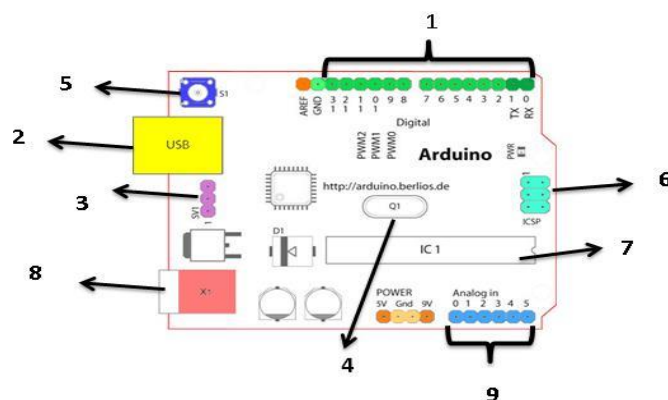 1
5
S1
AREF
GND
13
12
11
10
9
8
7
6
5
4
3
2
1
0
TX
RX
Digital
2
USB
PWM2
PWM1
PWM0
Arduino
PWR
1
3
SV1
1
http://arduino.berlios.de
Q1
6
ICSP
D1
IC 1
7
8
X1
POWER
5V Gnd 9V
Analog in
0 1 2 3 4 5
4
9